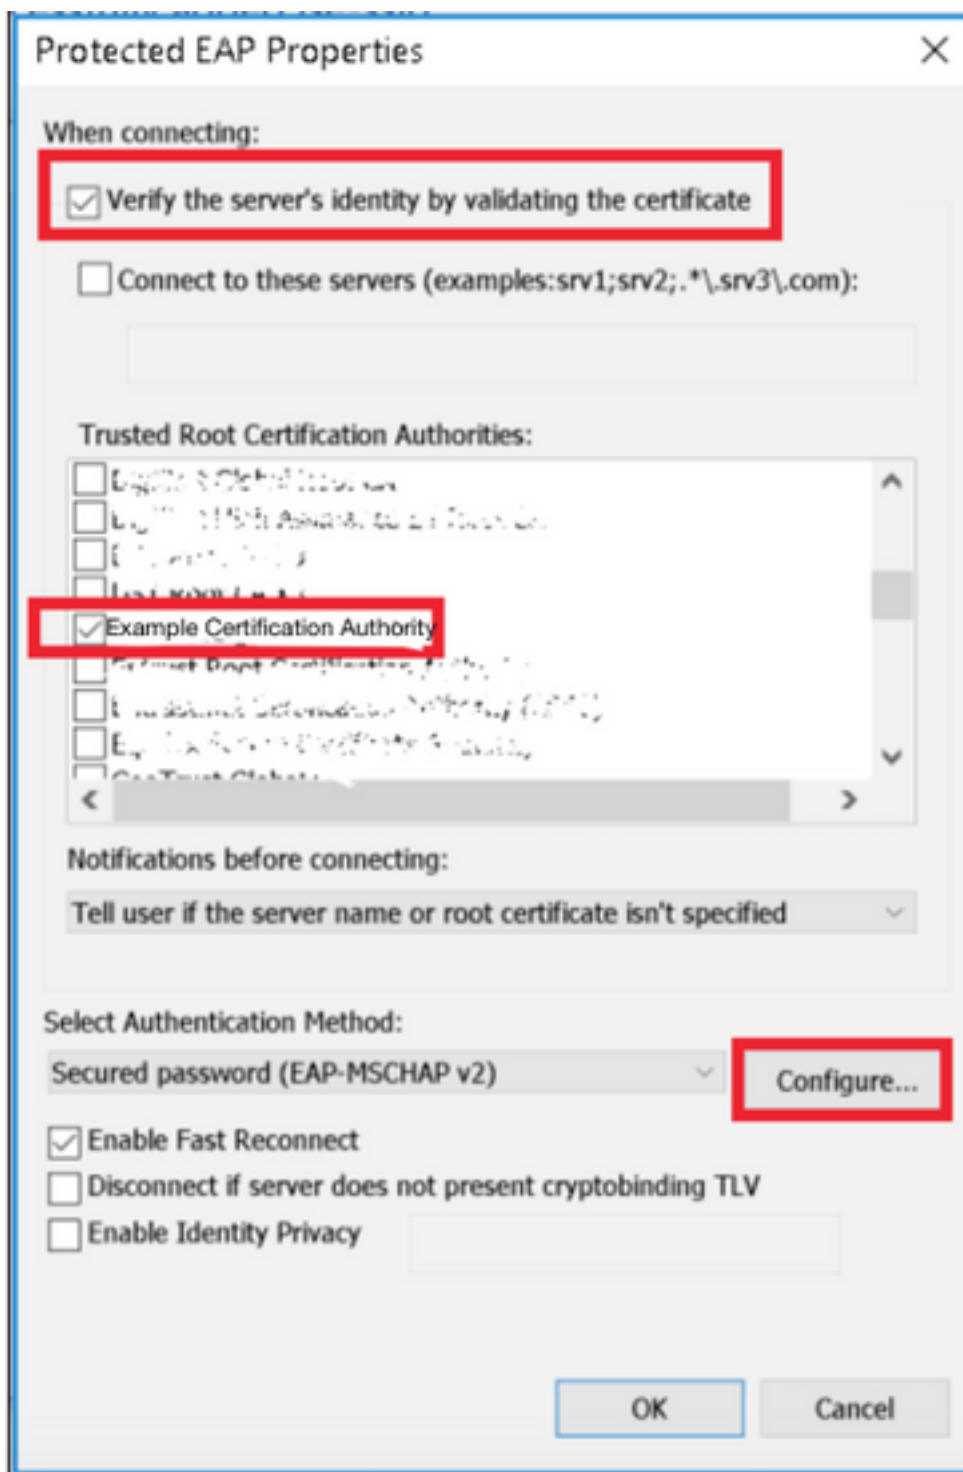 Protected EAP Properties
When connecting:
Verify the server's identity by validating the certificate
Connect to these servers (examples:srv1;srv2;.*\.srv3\.com):
Trusted Root Certification Authorities:
Example Certification Authority
Notifications before connecting:
Tell user if the server name or root certificate isn't specified
Select Authentication Method:
Secured password (EAP-MSCHAP v2)
Configure...
Enable Fast Reconnect
Disconnect if server does not present cryptobinding TLV
Enable Identity Privacy
OK
Cancel